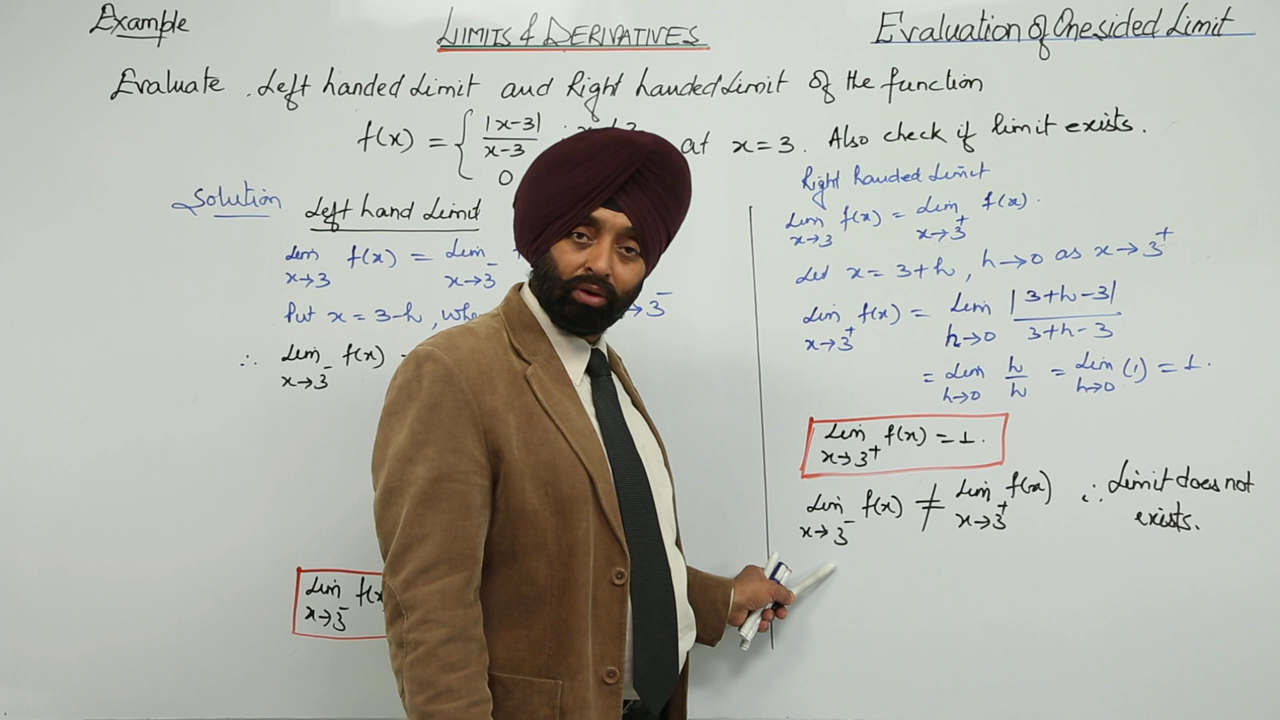 Example
LIMITS & DERIVATIVES
Evaluation of One sided Limit
Evaluate Left handed Limit and Right handed Limit of the function
f(x) = { |x-3| / x-3 ; at x = 3. Also check if limit exists.
0
Solution
Left hand Limit
Lim x→3 f(x) = Lim x→3⁻
Put x = 3-h, →3⁻
∴ Lim x→3⁻ f(x)
Lim x→3⁻
Right handed Limit
Lim x→3 f(x) = Lim x→3⁺ f(x).
Let x = 3+h, h→0 as x→3⁺
Lim x→3⁺ f(x) = Lim h→0 |3+h-3| / 3+h-3
= Lim h→0 h/h = Lim h→0 (1) = 1.
Lim x→3⁺ f(x) = 1.
Lim x→3⁻ f(x) ≠ Lim x→3⁺ f(x) ∴ Limit does not
exists.